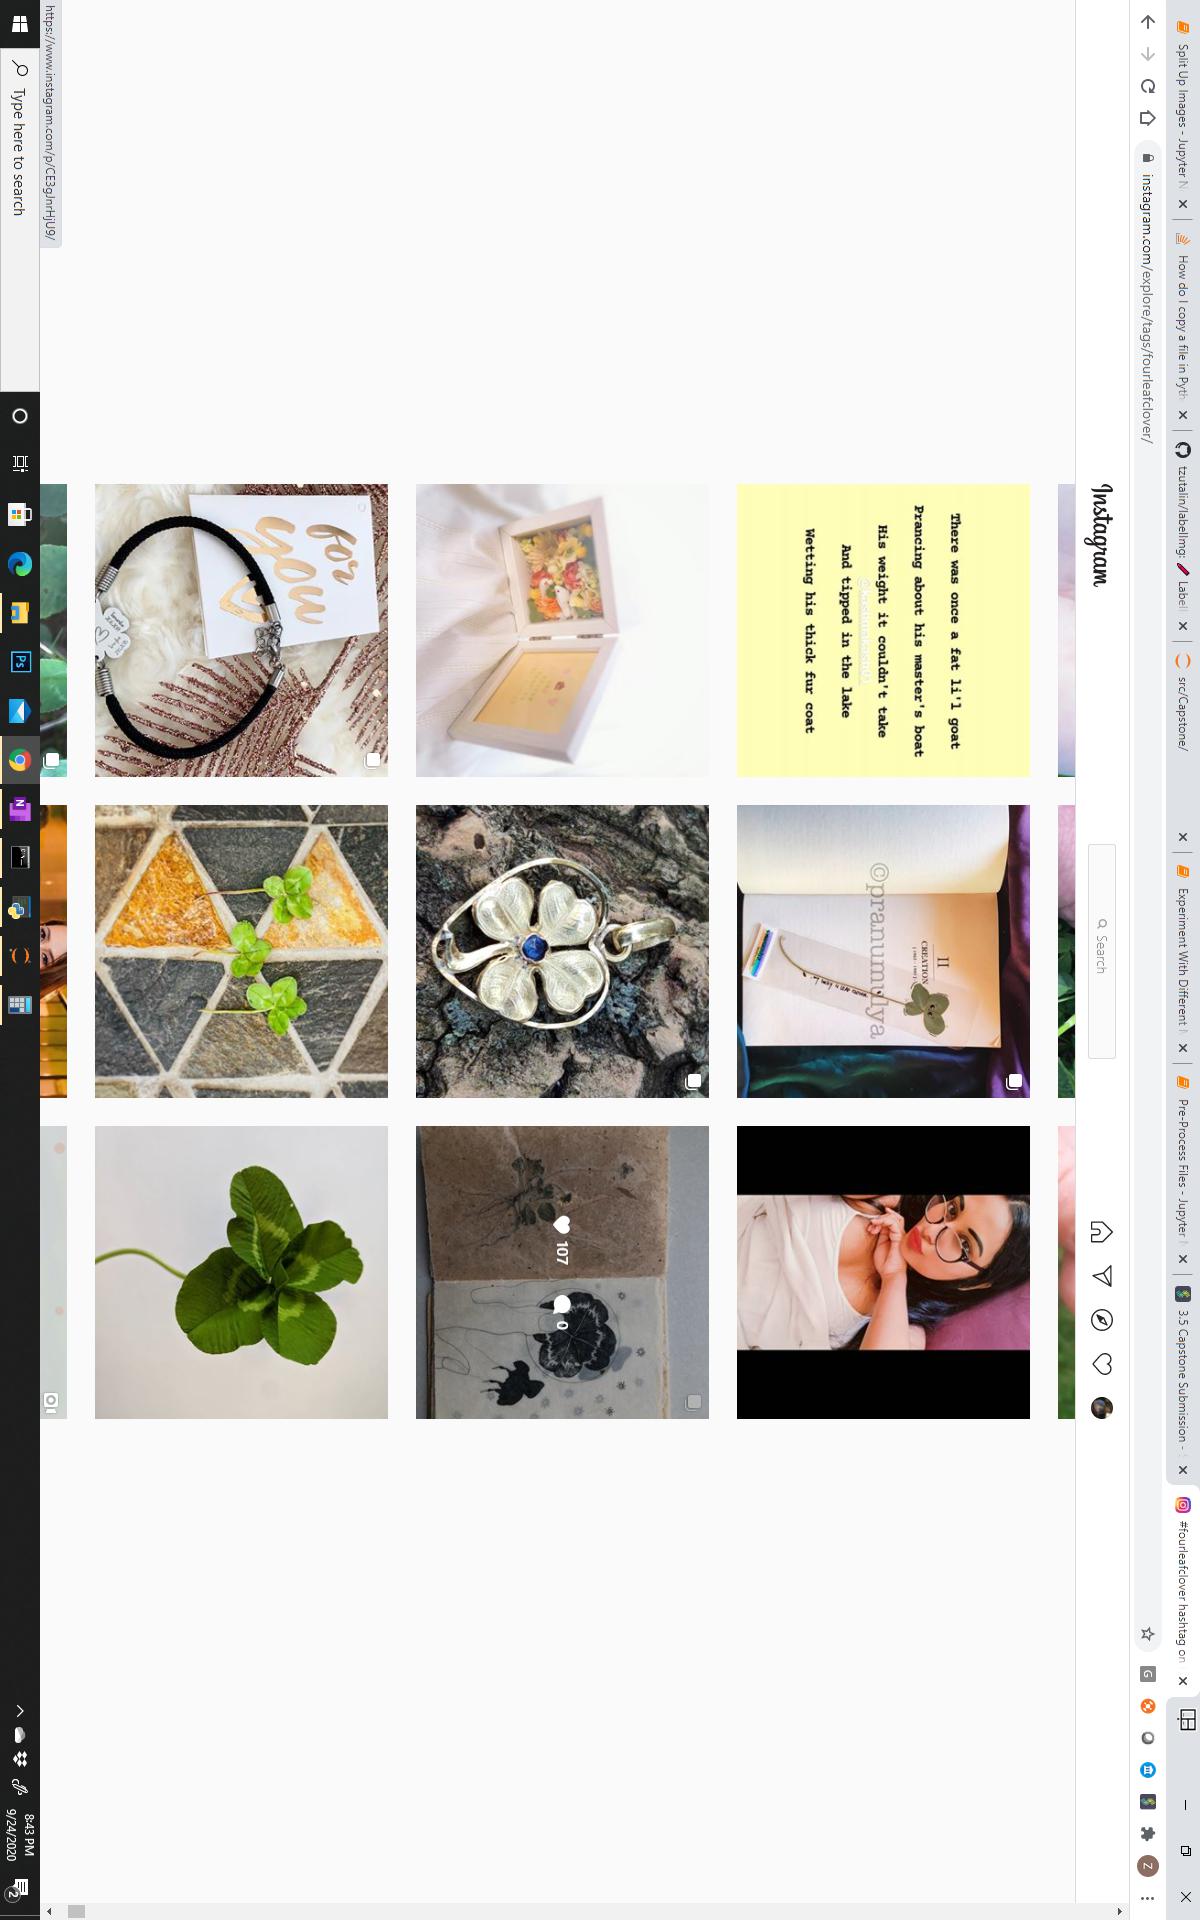 Split Up Images - Jupyter N
How do I copy a file in Pyth
tzutalin/labelImg: Labell
src/Capstone/
Experiment With Different M
Pre-Process Files - Jupyter N
3.5 Capstone Submission -
#fourleafclover hashtag on
instagram.com/explore/tags/fourleafclover/
G
Z
Instagram
Search
There was once a fat li'l goat
Prancing about his master's boat
His weight it couldn't take
And tipped in the lake
Wetting his thick fur coat
II
CREATION
©pranumulya
107
0
for
you
https://www.instagram.com/p/CE3gJnrHjU9/
Type here to search
Ps
N
8:43 PM
9/24/2020
2